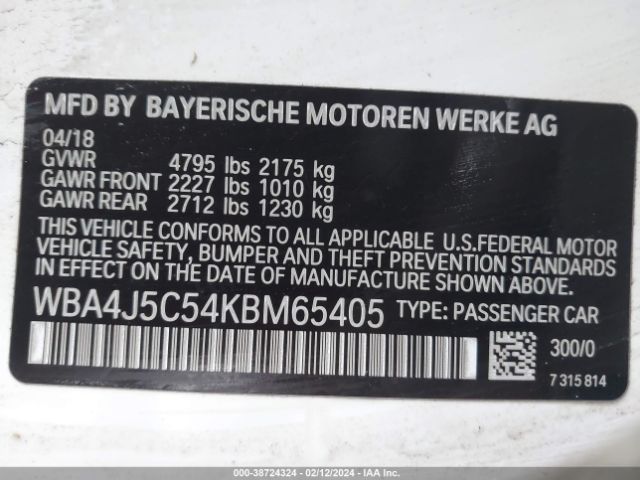 MFD BY BAYERISCHE MOTOREN WERKE AG
04/18
GVWR 4795 lbs 2175 kg
GAWR FRONT 2227 lbs 1010 kg
GAWR REAR 2712 lbs 1230 kg
THIS VEHICLE CONFORMS TO ALL APPLICABLE U.S.FEDERAL MOTOR
VEHICLE SAFETY, BUMPER AND THEFT PREVENTION STANDARDS
IN EFFECT ON THE DATE OF MANUFACTURE SHOWN ABOVE.
WBA4J5C54KBM65405 TYPE: PASSENGER CAR
300/0
7 315 814
000-38724324 - 02/12/2024 - IAA Inc.